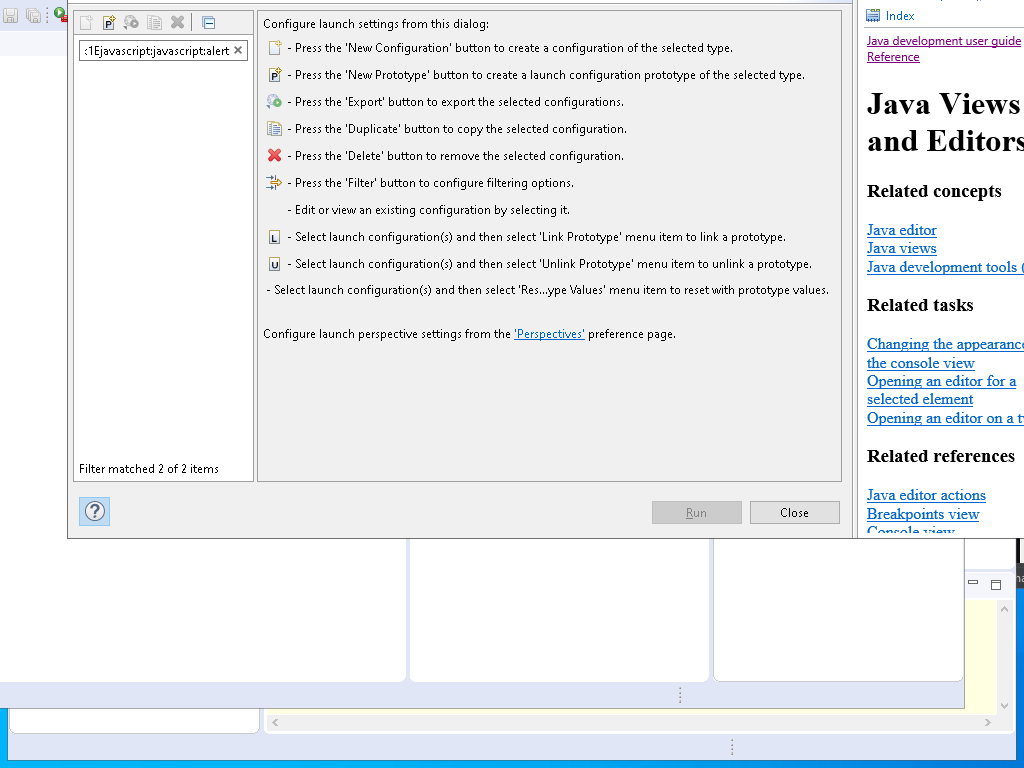 :1Ejavascript:javascript:alert
Filter matched 2 of 2 items
Configure launch settings from this dialog:
- Press the 'New Configuration' button to create a configuration of the selected type.
- Press the 'New Prototype' button to create a launch configuration prototype of the selected type.
- Press the 'Export' button to export the selected configurations.
- Press the 'Duplicate' button to copy the selected configuration.
- Press the 'Delete' button to remove the selected configuration.
- Press the 'Filter' button to configure filtering options.
- Edit or view an existing configuration by selecting it.
- Select launch configuration(s) and then select 'Link Prototype' menu item to link a prototype.
- Select launch configuration(s) and then select 'Unlink Prototype' menu item to unlink a prototype.
- Select launch configuration(s) and then select 'Res...ype Values' menu item to reset with prototype values.
Configure launch perspective settings from the 'Perspectives' preference page.
Run
Close
Index
Java development user guide
Reference
Java Views
and Editors
Related concepts
Java editor
Java views
Java development tools (
Related tasks
Changing the appearance
the console view
Opening an editor for a
selected element
Opening an editor on a t
Related references
Java editor actions
Breakpoints view
Console view